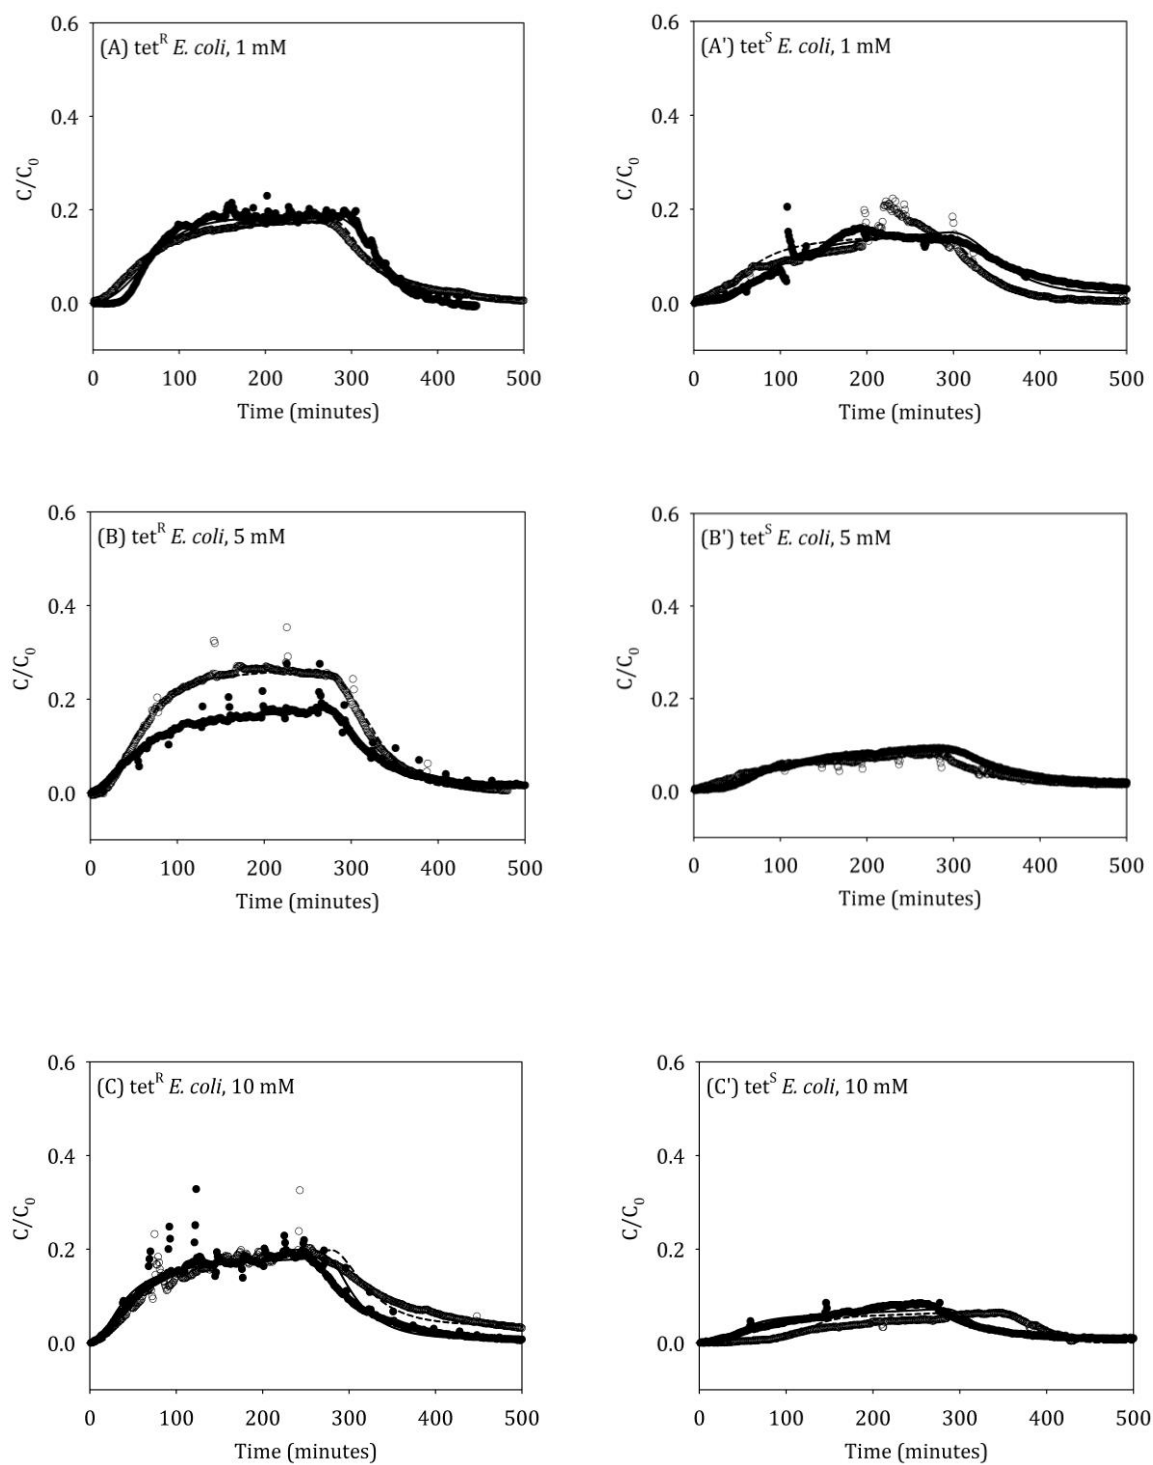 (A) tetᴿ E. coli, 1 mM
0.6
0.4
0.2
0.0
C/C₀
0 100 200 300 400 500
Time (minutes)
(A') tetˢ E. coli, 1 mM
0.6
0.4
0.2
0.0
C/C₀
0 100 200 300 400 500
Time (minutes)
(B) tetᴿ E. coli, 5 mM
0.6
0.4
0.2
0.0
C/C₀
0 100 200 300 400 500
Time (minutes)
(B') tetˢ E. coli, 5 mM
0.6
0.4
0.2
0.0
C/C₀
0 100 200 300 400 500
Time (minutes)
(C) tetᴿ E. coli, 10 mM
0.6
0.4
0.2
0.0
C/C₀
0 100 200 300 400 500
Time (minutes)
(C') tetˢ E. coli, 10 mM
0.6
0.4
0.2
0.0
C/C₀
0 100 200 300 400 500
Time (minutes)